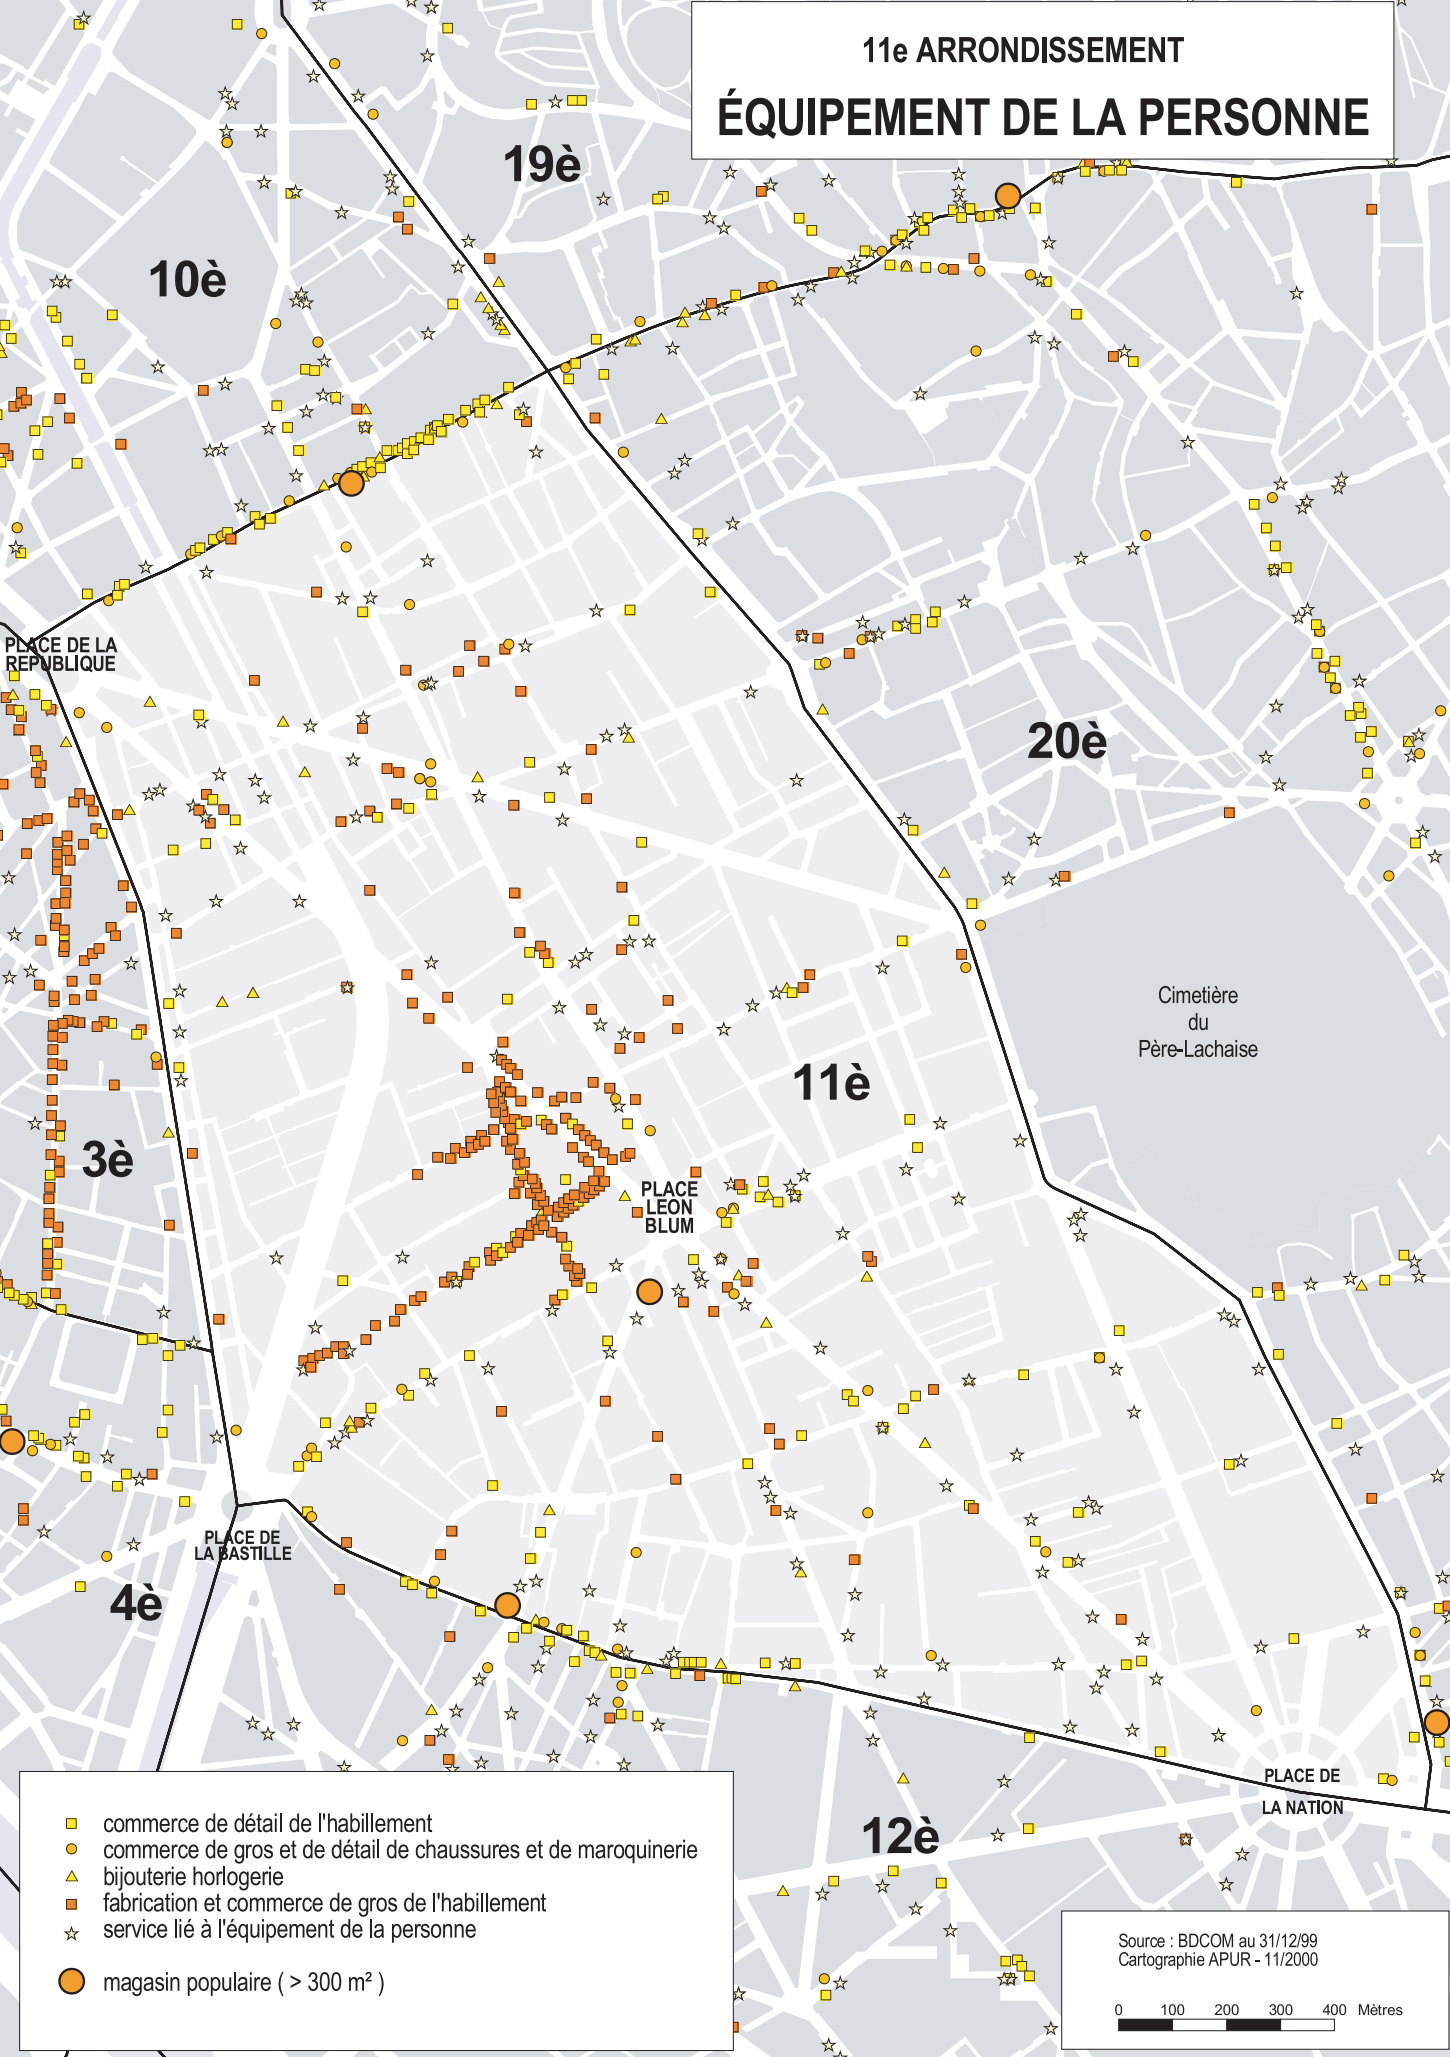 11e ARRONDISSEMENT
ÉQUIPEMENT DE LA PERSONNE
19è
10è
PLACE DE LA
REPUBLIQUE
20è
Cimetière
du
Père-Lachaise
11è
3è
PLACE
LEON
BLUM
PLACE DE
LA BASTILLE
4è
PLACE DE
LA NATION
12è
commerce de détail de l'habillement
commerce de gros et de détail de chaussures et de maroquinerie
bijouterie horlogerie
fabrication et commerce de gros de l'habillement
service lié à l'équipement de la personne
magasin populaire ( > 300 m² )
Source : BDCOM au 31/12/99
Cartographie APUR - 11/2000
0 100 200 300 400 Mètres